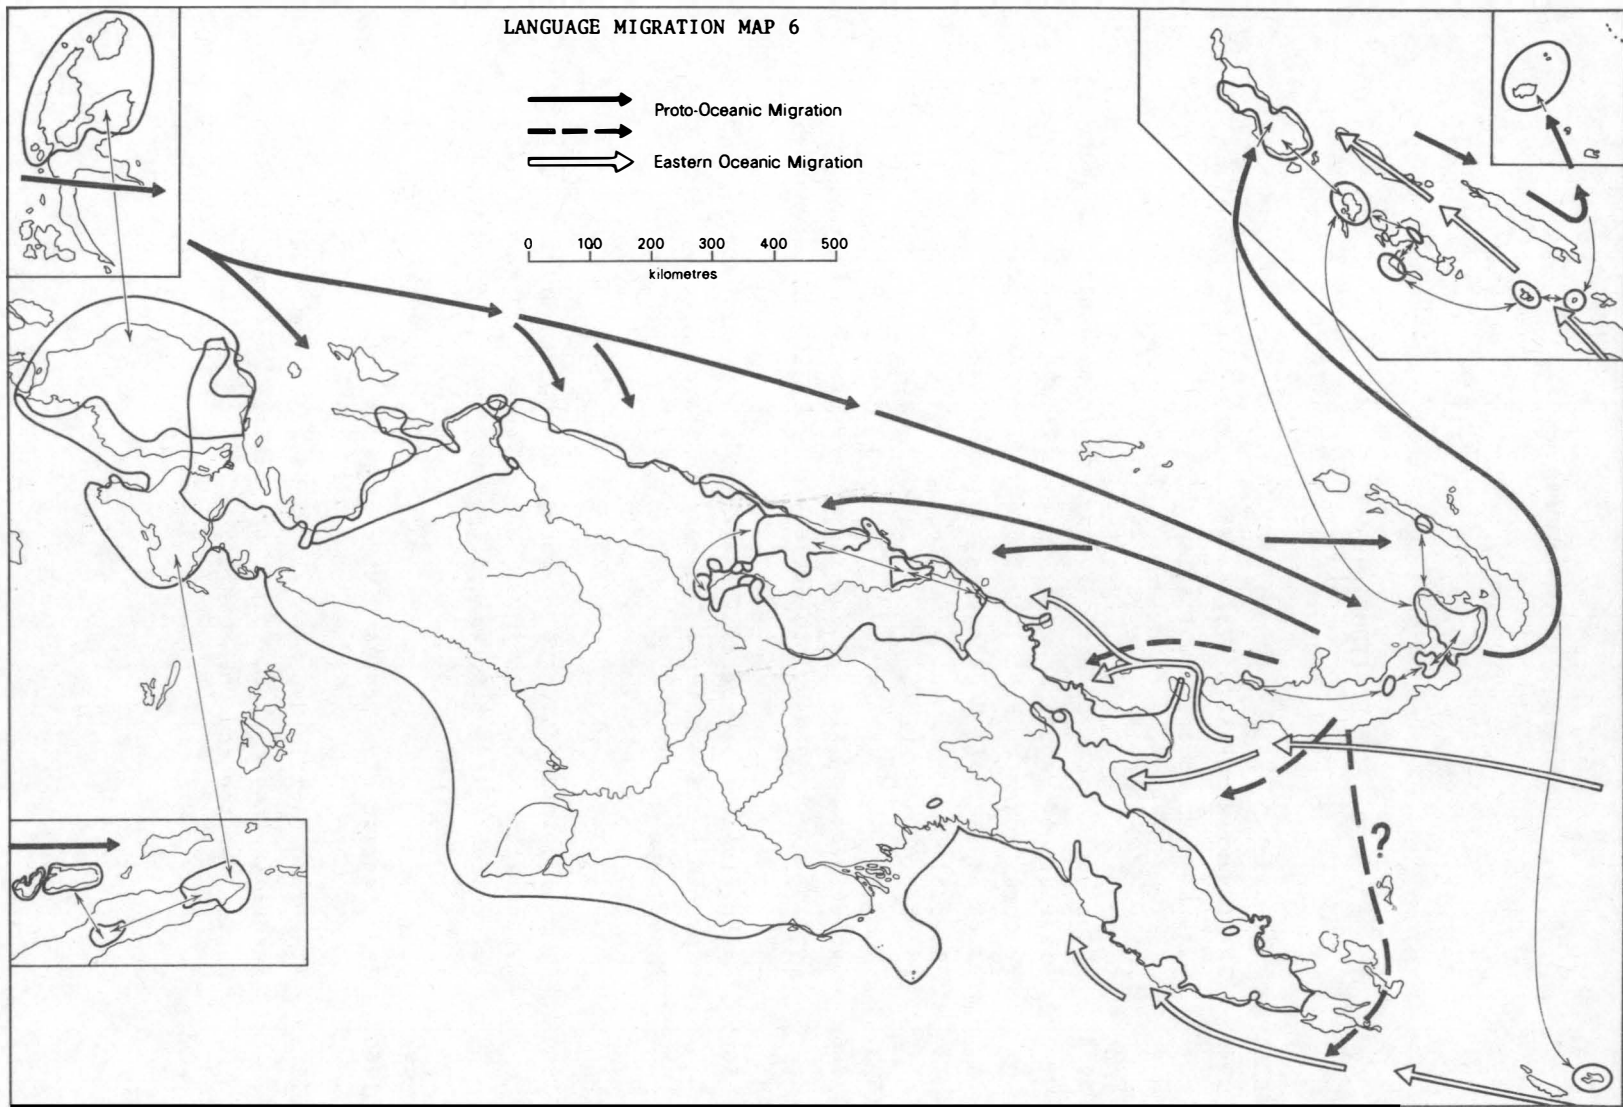 LANGUAGE MIGRATION MAP 6
Proto-Oceanic Migration
Eastern Oceanic Migration
0 100 200 300 400 500
kilometres
?